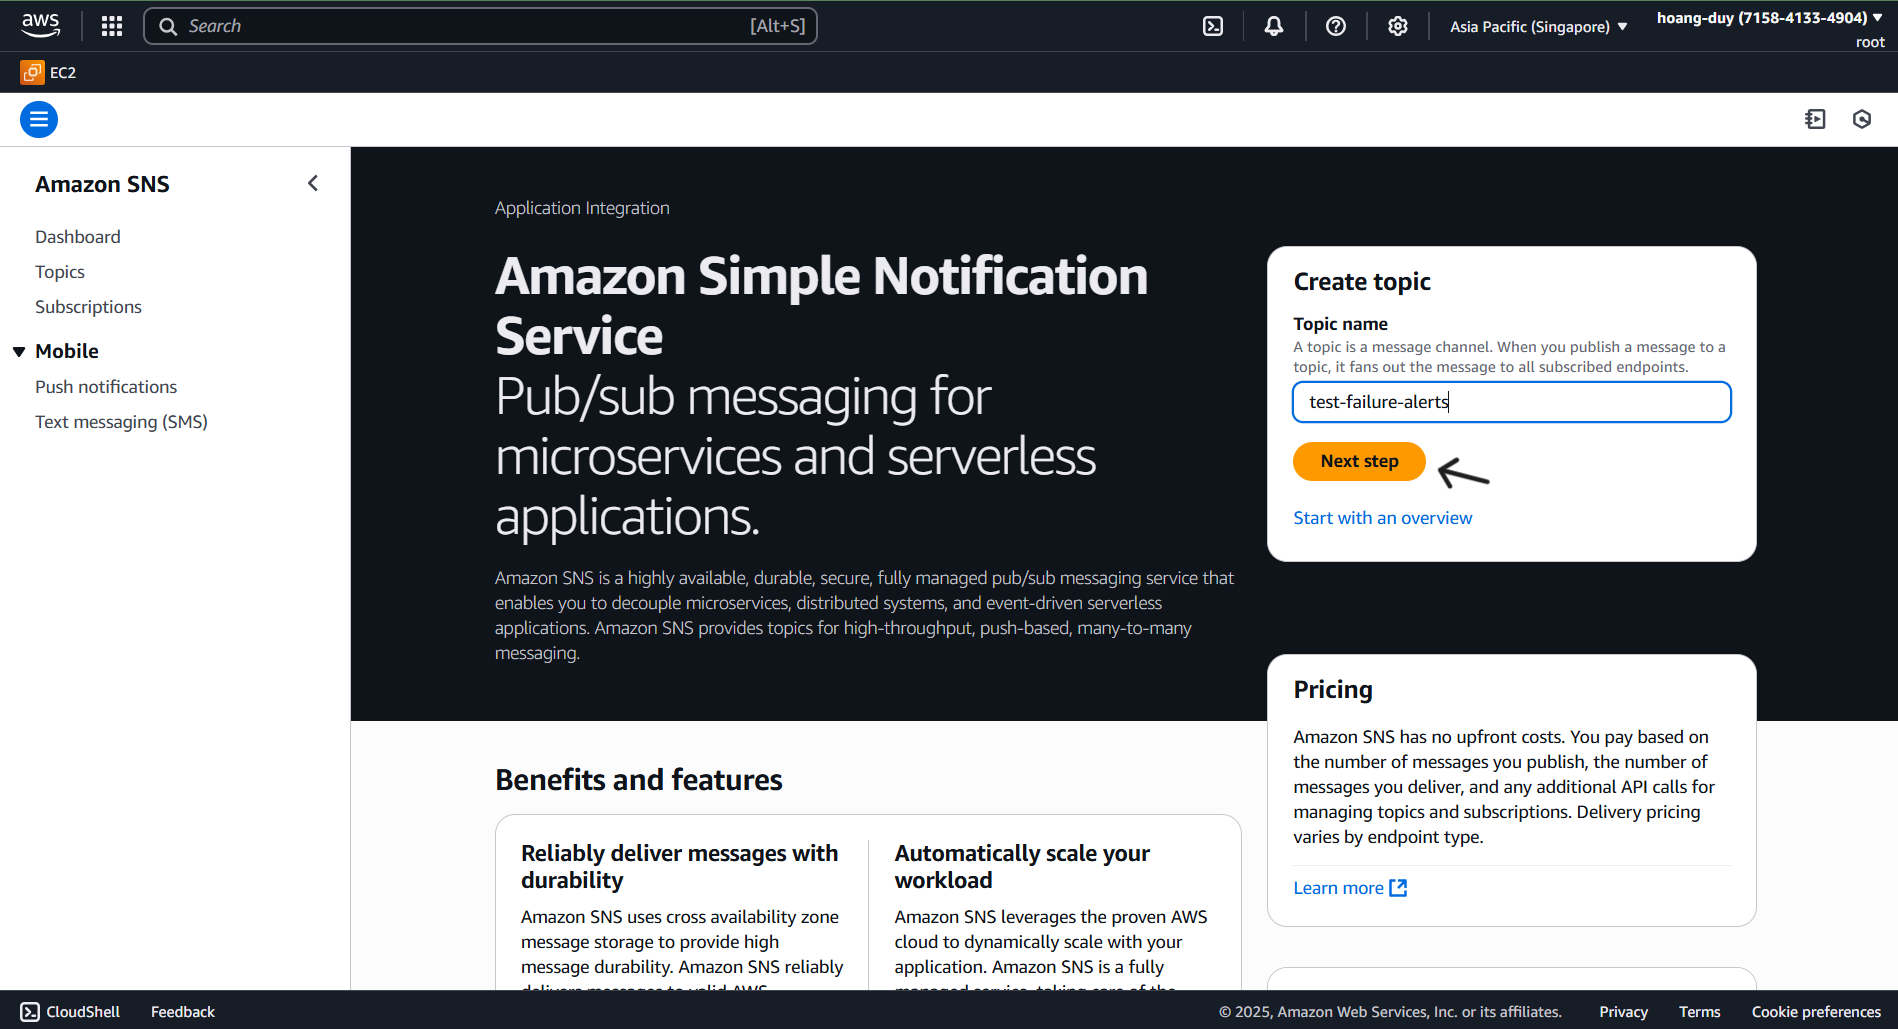 aws
Search
[Alt+S]
Asia Pacific (Singapore)
hoang-duy (7158-4133-4904)
root
EC2
Amazon SNS
Dashboard
Topics
Subscriptions
Mobile
Push notifications
Text messaging (SMS)
Application Integration
Amazon Simple Notification
Service
Pub/sub messaging for
microservices and serverless
applications.
Amazon SNS is a highly available, durable, secure, fully managed pub/sub messaging service that
enables you to decouple microservices, distributed systems, and event-driven serverless
applications. Amazon SNS provides topics for high-throughput, push-based, many-to-many
messaging.
Create topic
Topic name
A topic is a message channel. When you publish a message to a
topic, it fans out the message to all subscribed endpoints.
test-failure-alerts
Next step
Start with an overview
Pricing
Amazon SNS has no upfront costs. You pay based on
the number of messages you publish, the number of
messages you deliver, and any additional API calls for
managing topics and subscriptions. Delivery pricing
varies by endpoint type.
Learn more
Benefits and features
Reliably deliver messages with
durability
Amazon SNS uses cross availability zone
message storage to provide high
message durability. Amazon SNS reliably
delivers messages to valid AWS
Automatically scale your
workload
Amazon SNS leverages the proven AWS
cloud to dynamically scale with your
application. Amazon SNS is a fully
managed service, taking care of the
CloudShell
Feedback
© 2025, Amazon Web Services, Inc. or its affiliates.
Privacy
Terms
Cookie preferences